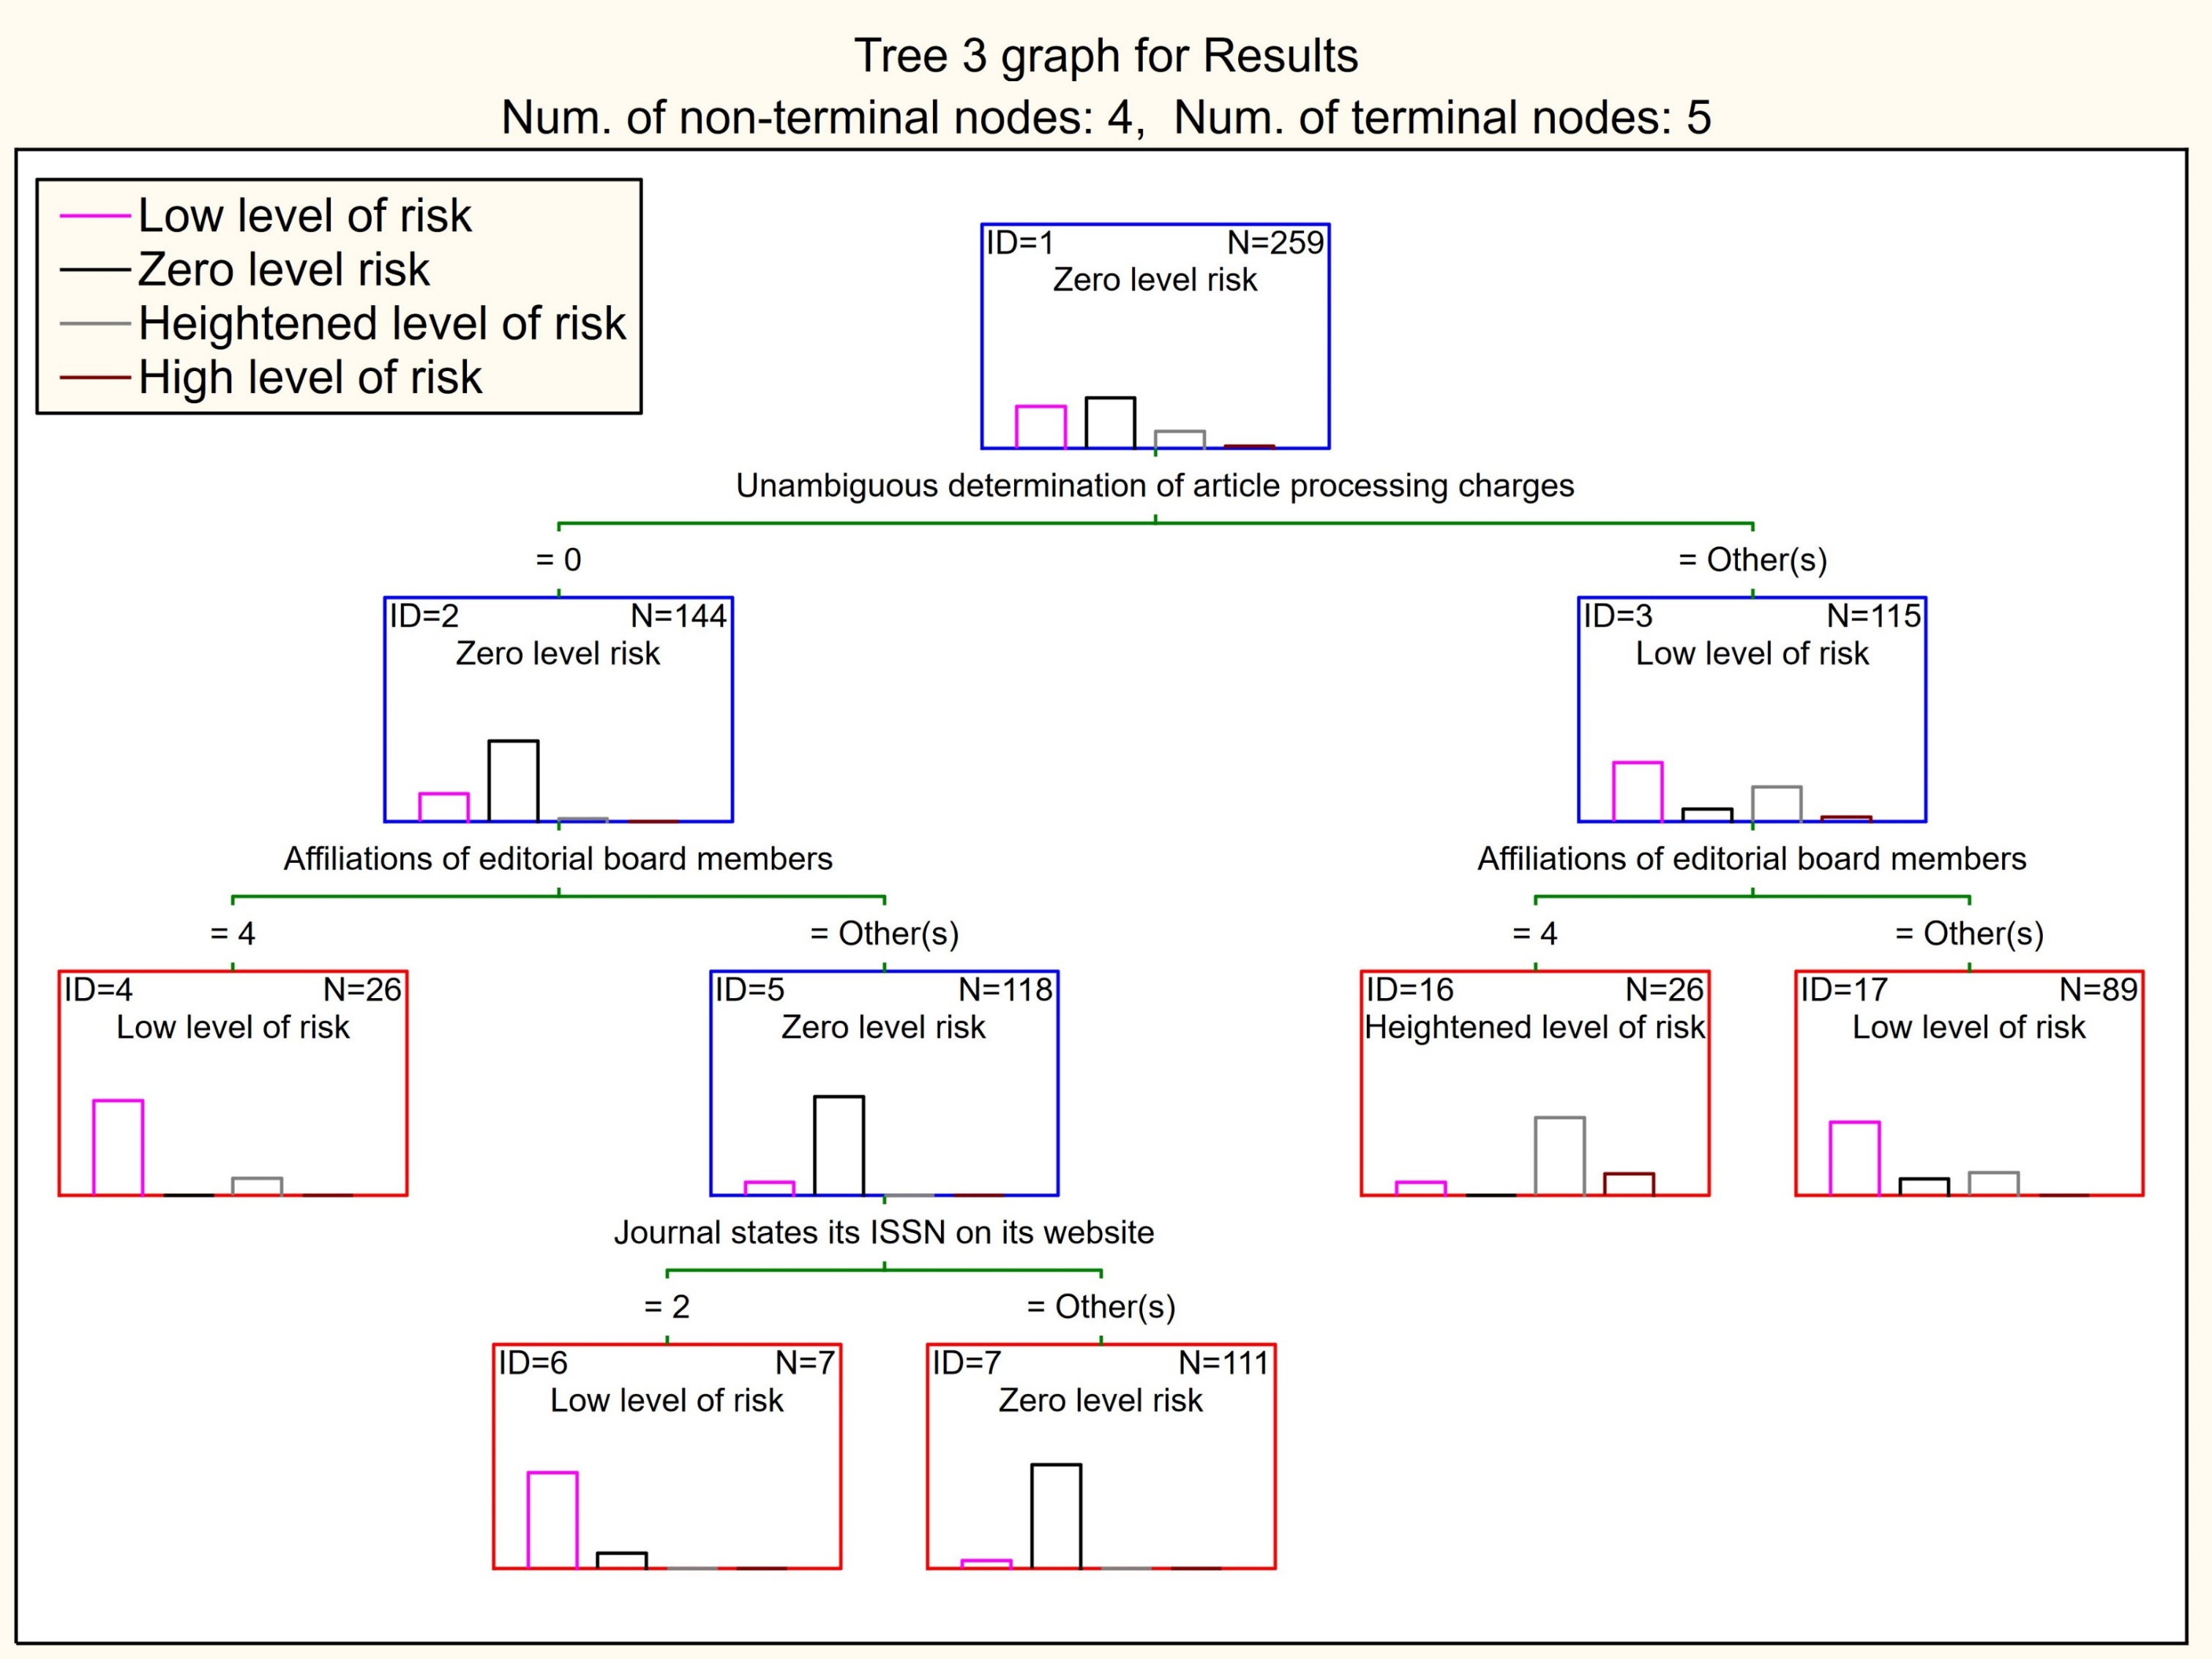 Tree 3 graph for Results
Num. of non-terminal nodes: 4,  Num. of terminal nodes: 5
Low level of risk
Zero level risk
Heightened level of risk
High level of risk
ID=1 N=259
Zero level risk
Unambiguous determination of article processing charges
= 0 = Other(s)
ID=2 N=144 ID=3 N=115
Zero level risk Low level of risk
Affiliations of editorial board members Affiliations of editorial board members
= 4 = Other(s) = 4 = Other(s)
ID=4 N=26 ID=5 N=118 ID=16 N=26 ID=17 N=89
Low level of risk Zero level risk Heightened level of risk Low level of risk
Journal states its ISSN on its website
= 2 = Other(s)
ID=6 N=7 ID=7 N=111
Low level of risk Zero level risk